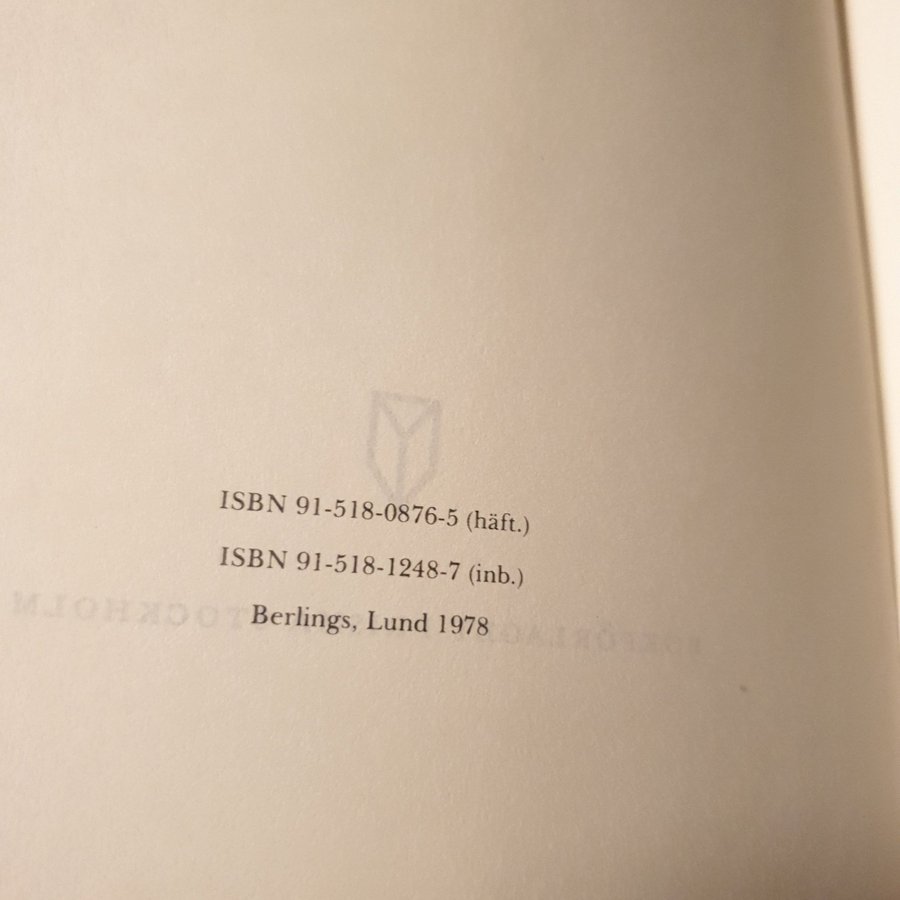 ISBN 91-518-0876-5 (häft.)
ISBN 91-518-1248-7 (inb.)
Berlings, Lund 1978